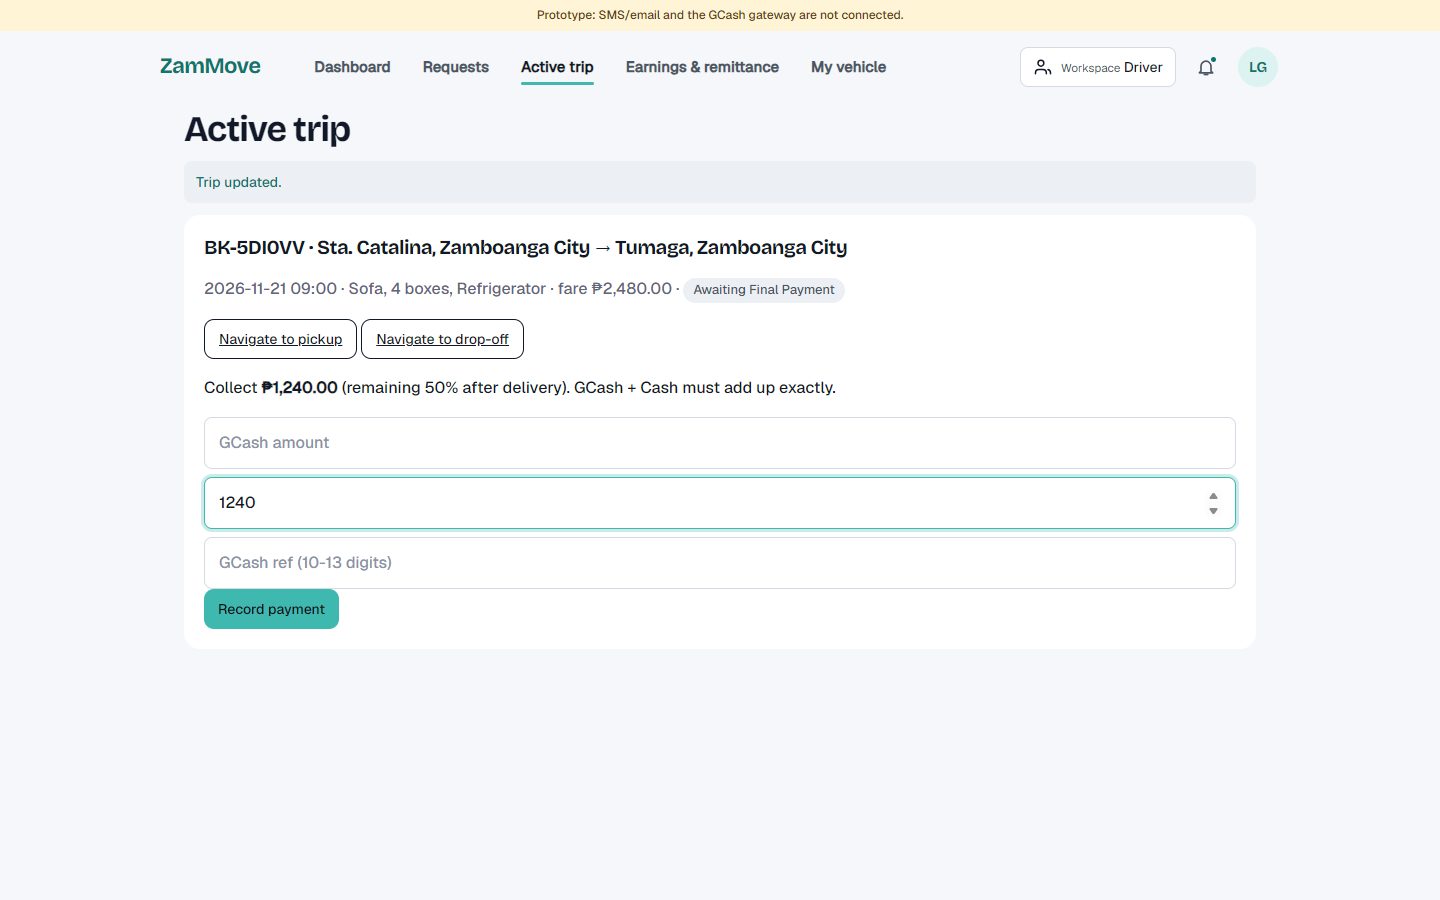 Prototype: SMS/email and the GCash gateway are not connected.
ZamMove Dashboard Requests Active trip Earnings & remittance My vehicle Workspace Driver LG
Active trip
Trip updated.
BK-5DI0VV · Sta. Catalina, Zamboanga City → Tumaga, Zamboanga City
2026-11-21 09:00 · Sofa, 4 boxes, Refrigerator · fare ₱2,480.00 · Awaiting Final Payment
Navigate to pickup Navigate to drop-off
Collect ₱1,240.00 (remaining 50% after delivery). GCash + Cash must add up exactly.
GCash amount
1240
GCash ref (10-13 digits)
Record payment